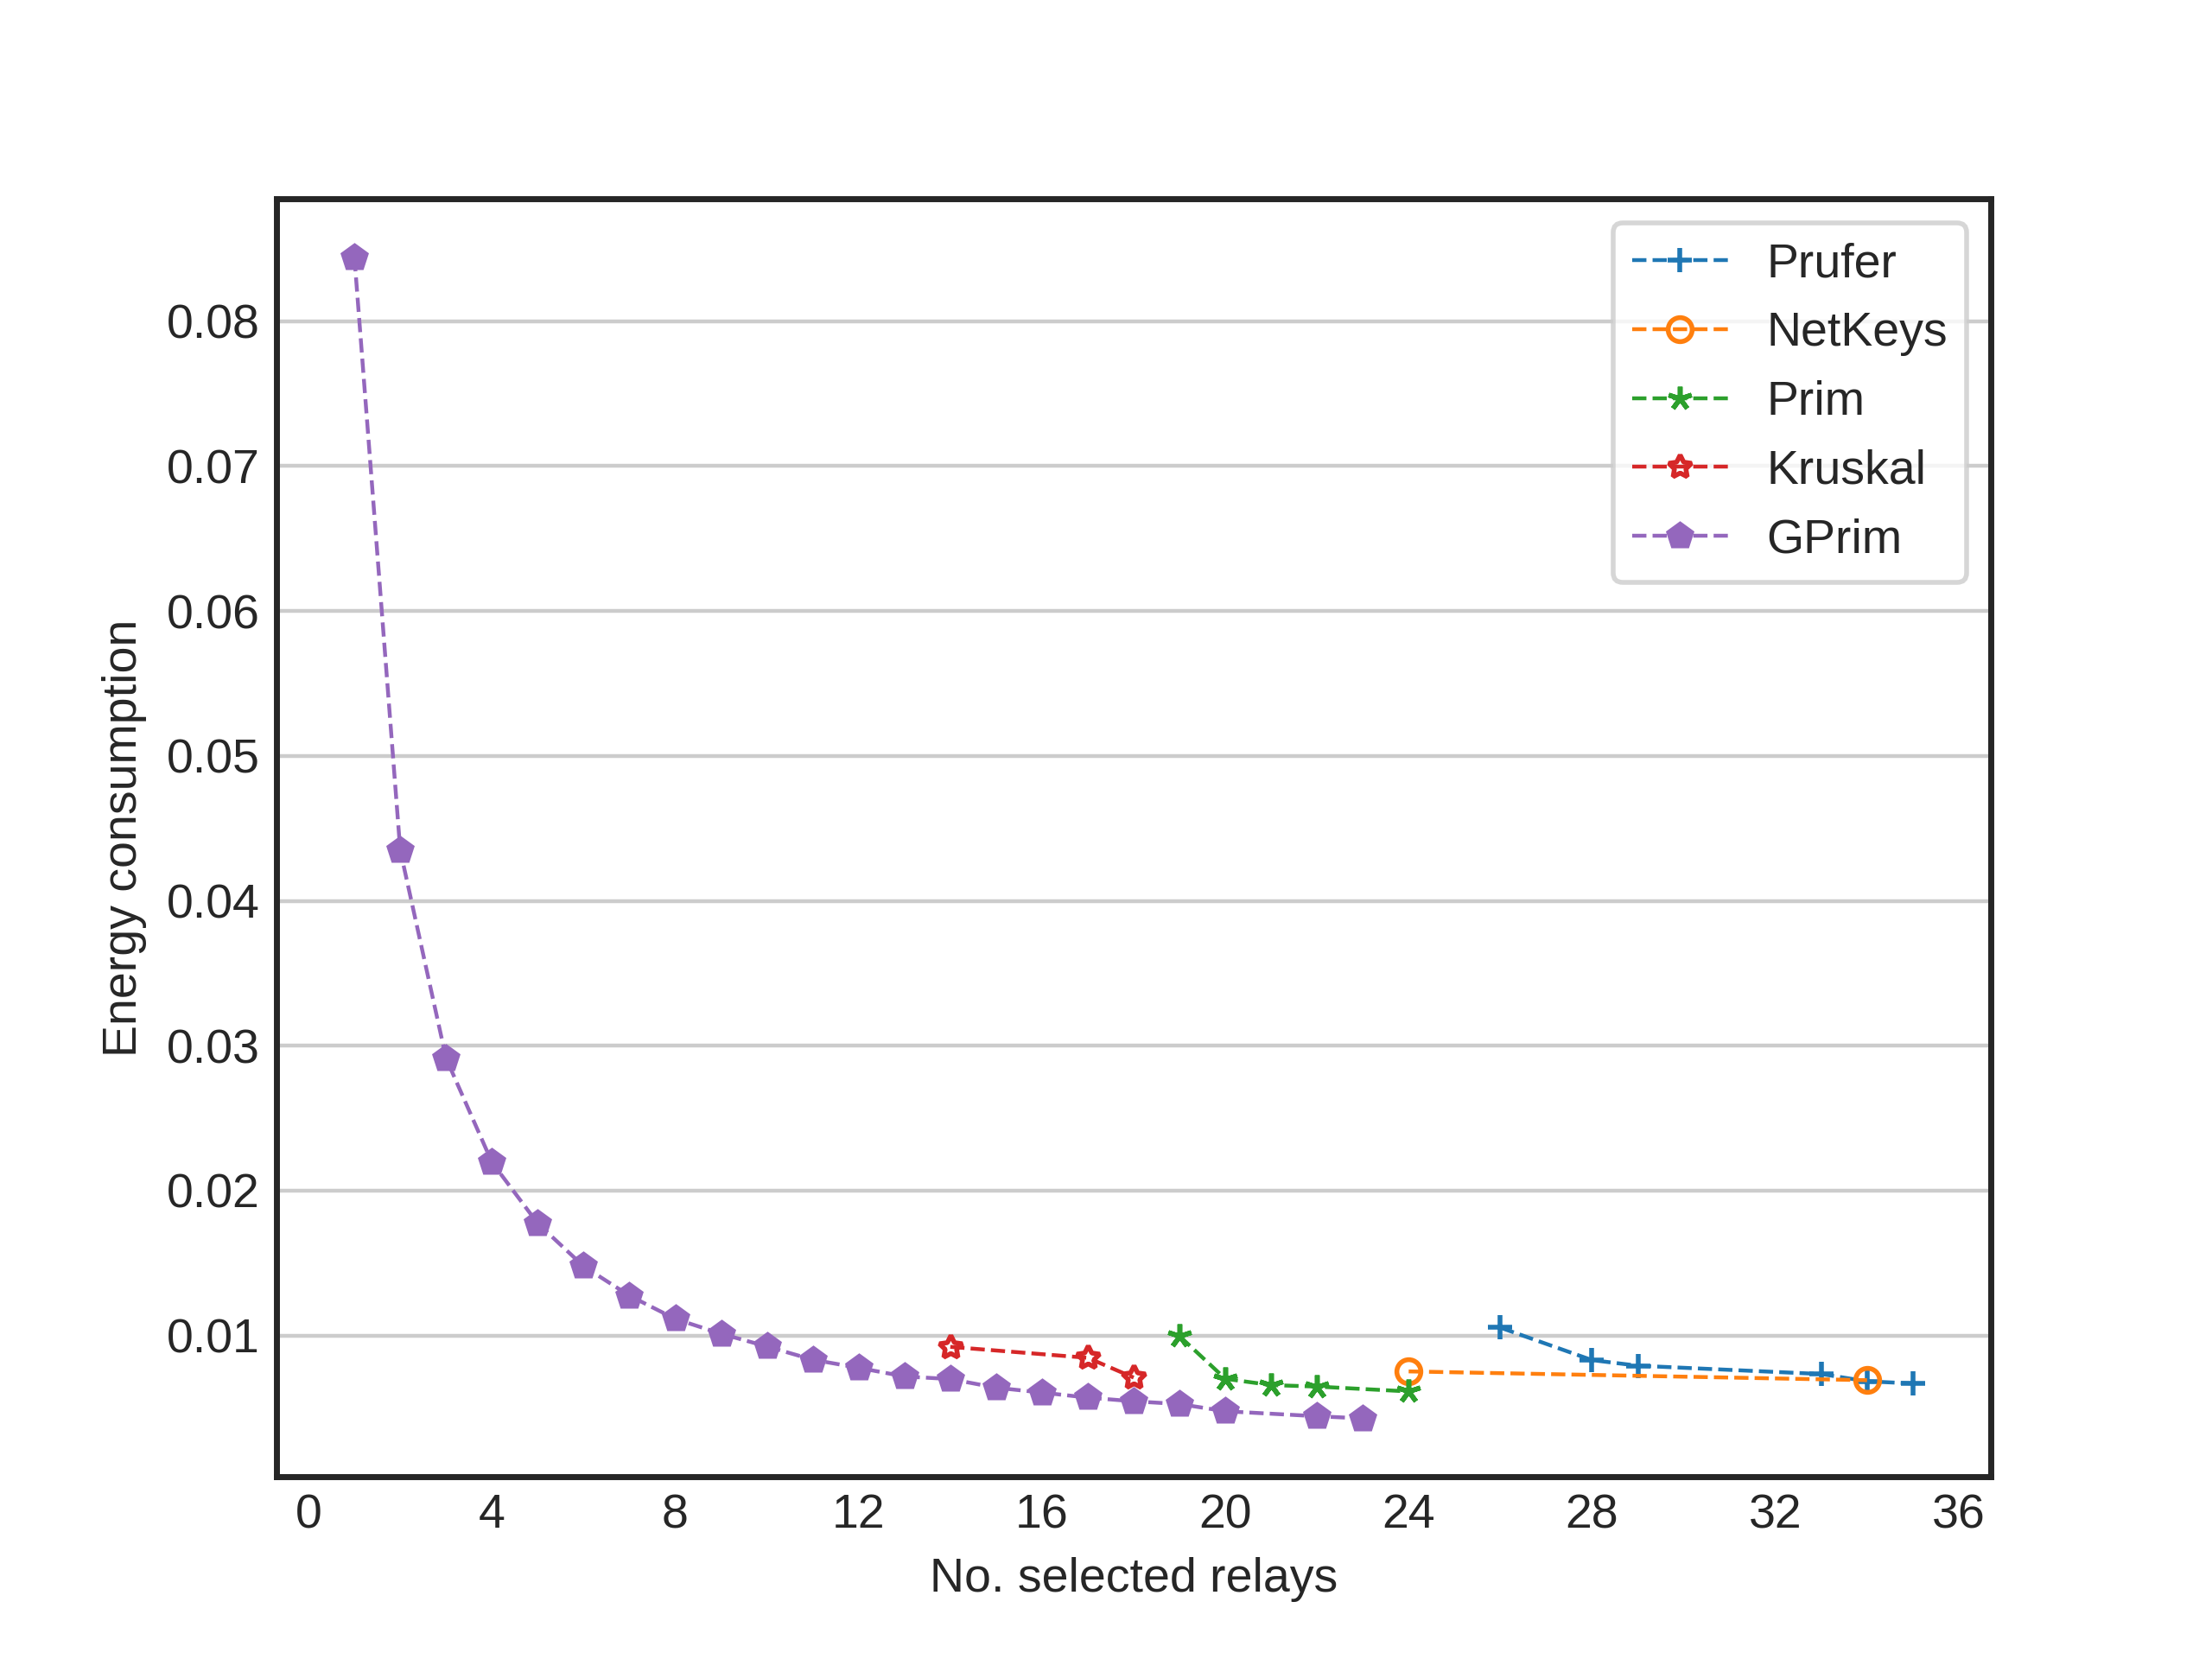 Prufer
NetKeys
Prim
Kruskal
GPrim
0.08
0.07
0.06
0.05
0.04
0.03
0.02
0.01
Energy consumption
0 4 8 12 16 20 24 28 32 36
No. selected relays